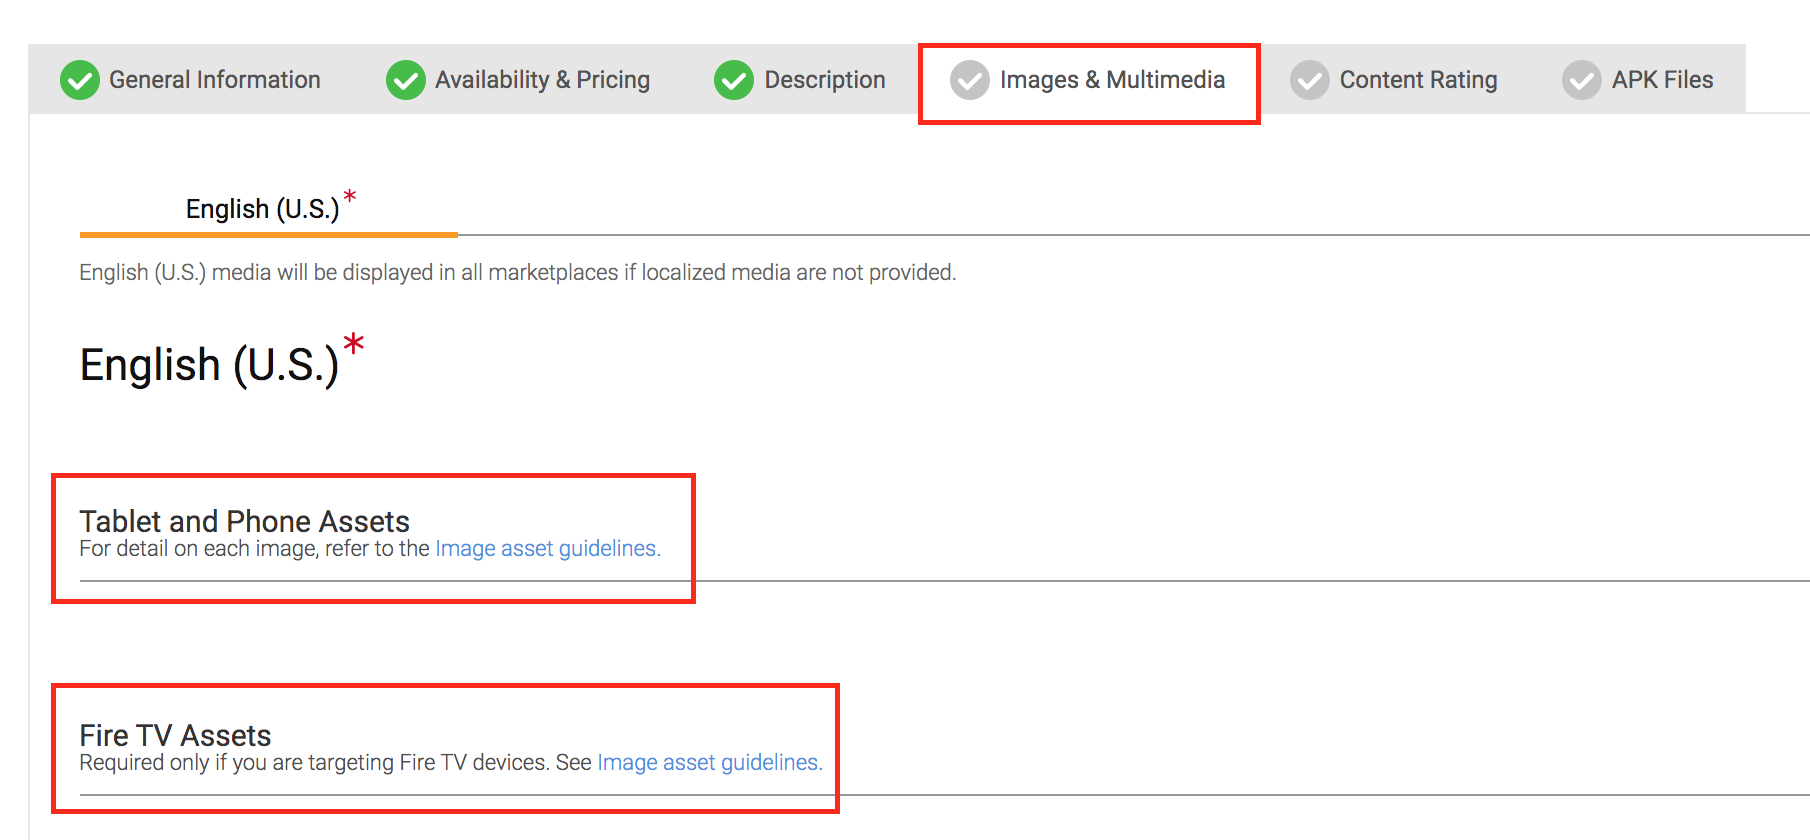 General Information Availability & Pricing Description Images & Multimedia Content Rating APK Files
English (U.S.)*
English (U.S.) media will be displayed in all marketplaces if localized media are not provided.
English (U.S.)*
Tablet and Phone Assets
For detail on each image, refer to the Image asset guidelines.
Fire TV Assets
Required only if you are targeting Fire TV devices. See Image asset guidelines.